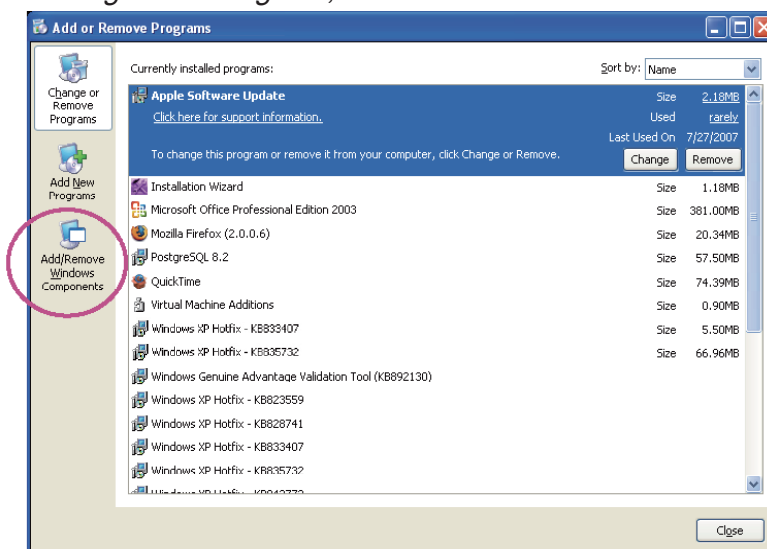 Add or Remove Programs
Change or
Remove
Programs
Add New
Programs
Add/Remove
Windows
Components
Currently installed programs:
Sort by: Name
Apple Software Update
Size 2.18MB
Click here for support information.
Used rarely
Last Used On 7/27/2007
To change this program or remove it from your computer, click Change or Remove.
Change Remove
Installation Wizard Size 1.18MB
Microsoft Office Professional Edition 2003 Size 381.00MB
Mozilla Firefox (2.0.0.6) Size 20.34MB
PostgreSQL 8.2 Size 57.50MB
QuickTime Size 74.39MB
Virtual Machine Additions Size 0.90MB
Windows XP Hotfix - KB833407 Size 5.50MB
Windows XP Hotfix - KB835732 Size 66.96MB
Windows Genuine Advantage Validation Tool (KB892130)
Windows XP Hotfix - KB823559
Windows XP Hotfix - KB828741
Windows XP Hotfix - KB833407
Windows XP Hotfix - KB835732
Close